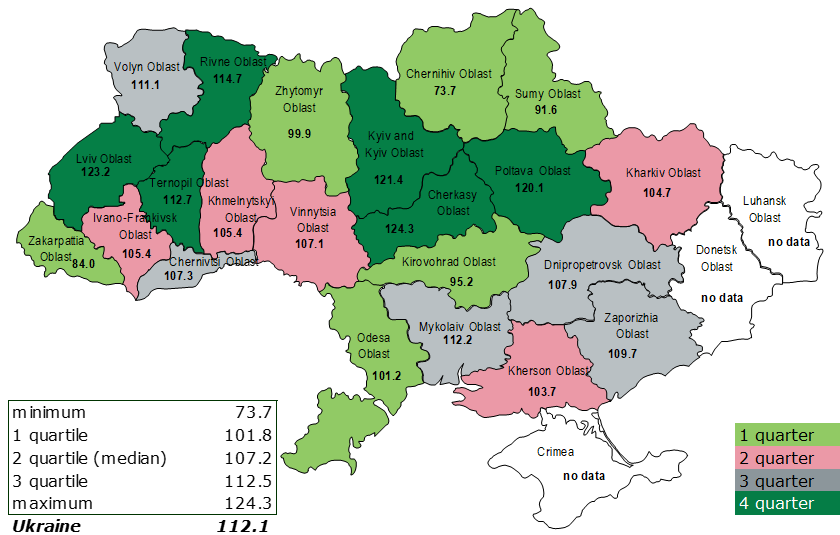 Volyn Oblast
111.1
Rivne Oblast
114.7
Zhytomyr
Oblast
99.9
Chernihiv Oblast
73.7
Sumy Oblast
91.6
Kyiv and
Kyiv Oblast
121.4
Lviv Oblast
123.2
Ternopil Oblast
112.7
Khmelnytskyi
Oblast
105.4
Ivano-Frankivsk
Oblast
105.4
Zakarpattia
Oblast
84.0
Chernivtsi Oblast
107.3
Vinnytsia
Oblast
107.1
Cherkasy
Oblast
124.3
Poltava Oblast
120.1
Kharkiv Oblast
104.7
Luhansk
Oblast
no data
Donetsk
Oblast
no data
Kirovohrad Oblast
95.2
Dnipropetrovsk Oblast
107.9
Zaporizhia
Oblast
109.7
Mykolaiv Oblast
112.2
Odesa
Oblast
101.2
Kherson Oblast
103.7
Crimea
no data
minimum 73.7
1 quartile 101.8
2 quartile (median) 107.2
3 quartile 112.5
maximum 124.3
Ukraine 112.1
1 quarter
2 quarter
3 quarter
4 quarter